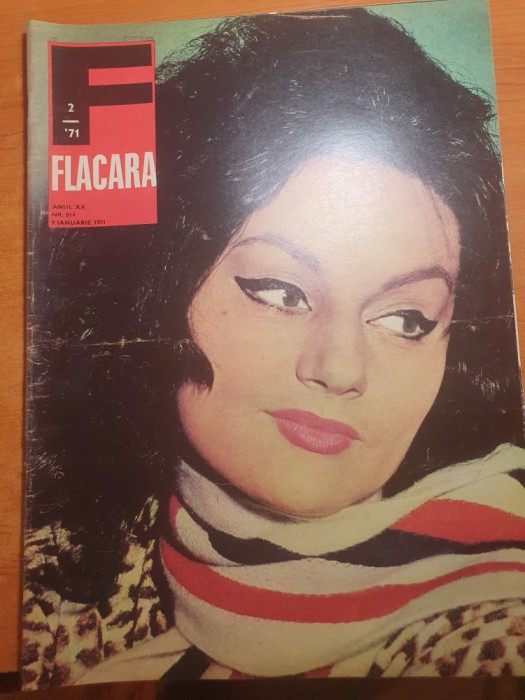 F
2
'71
FLACARA
ANUL XX
NR. 814
9 IANUARIE 1971